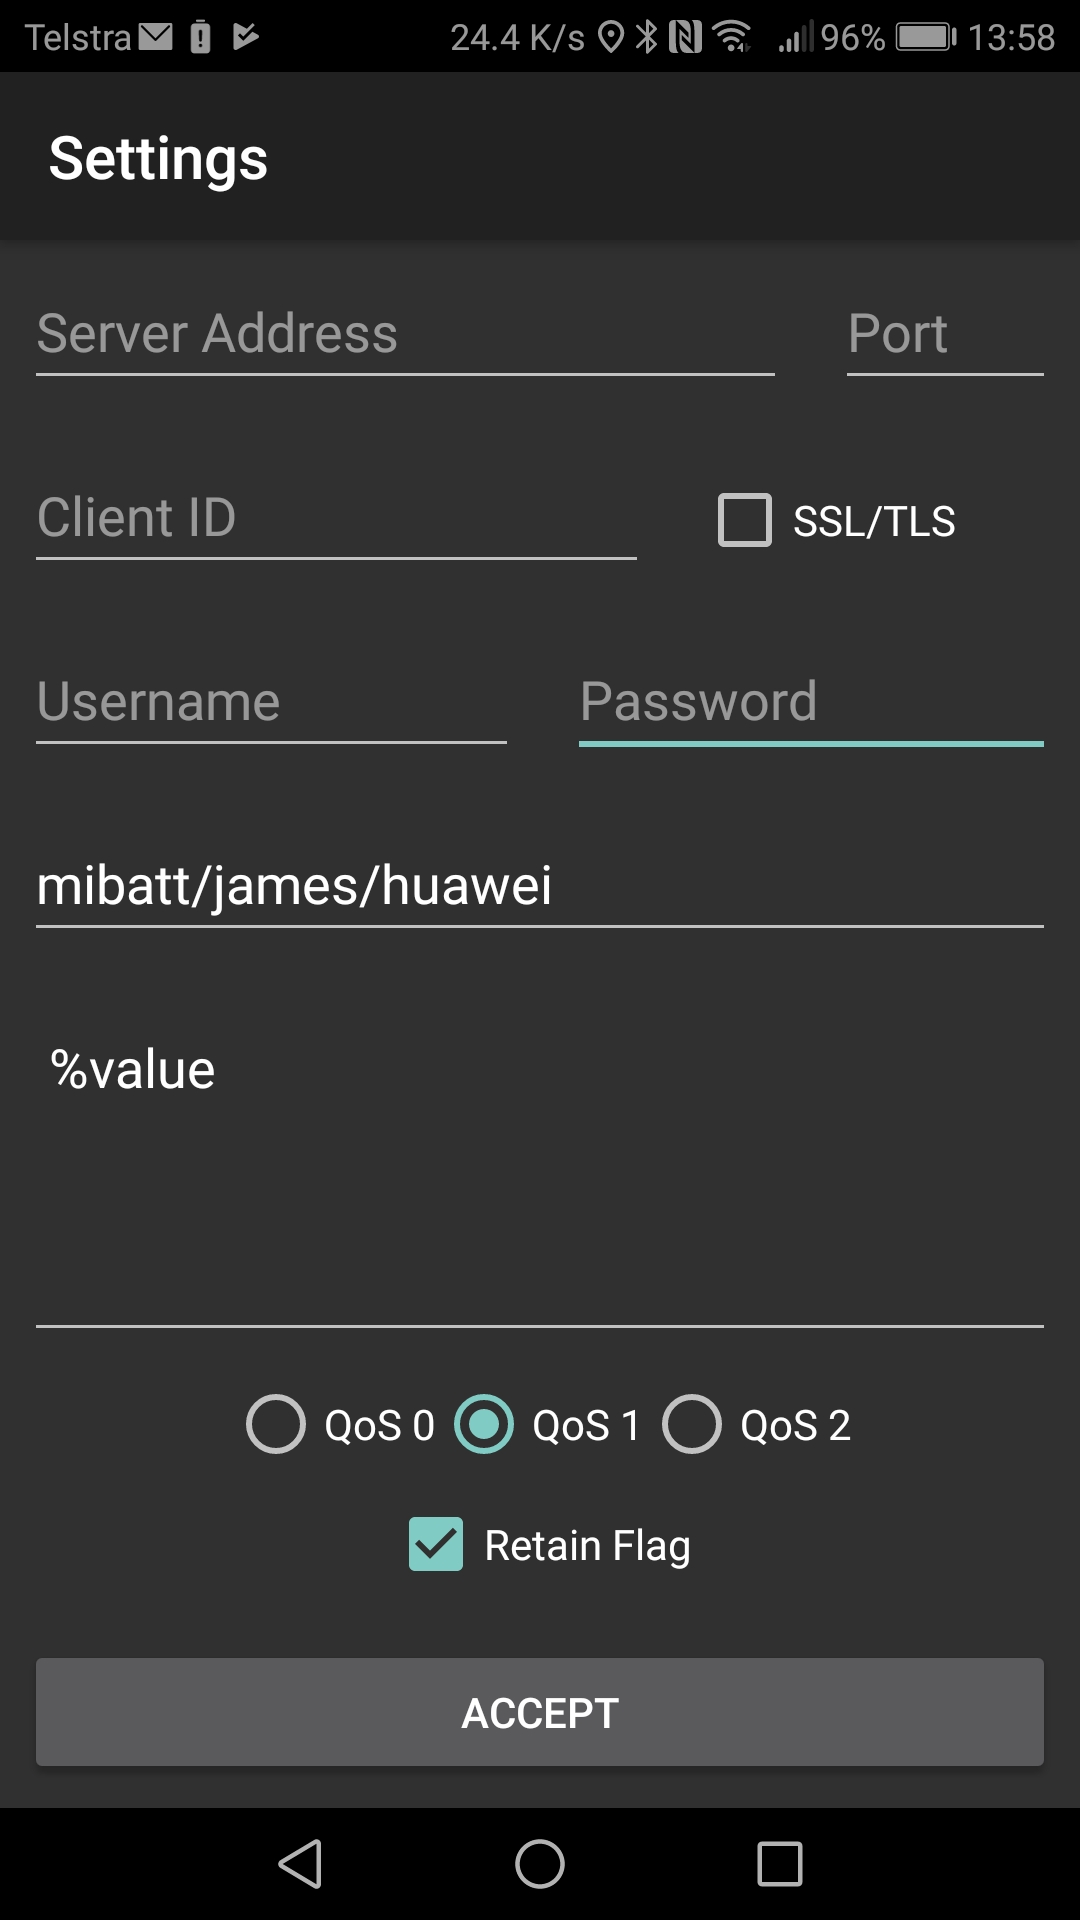 Telstra 24.4 K/s 96% 13:58
Settings
Server Address Port
Client ID SSL/TLS
Username Password
mibatt/james/huawei
%value
QoS 0 QoS 1 QoS 2
Retain Flag
ACCEPT